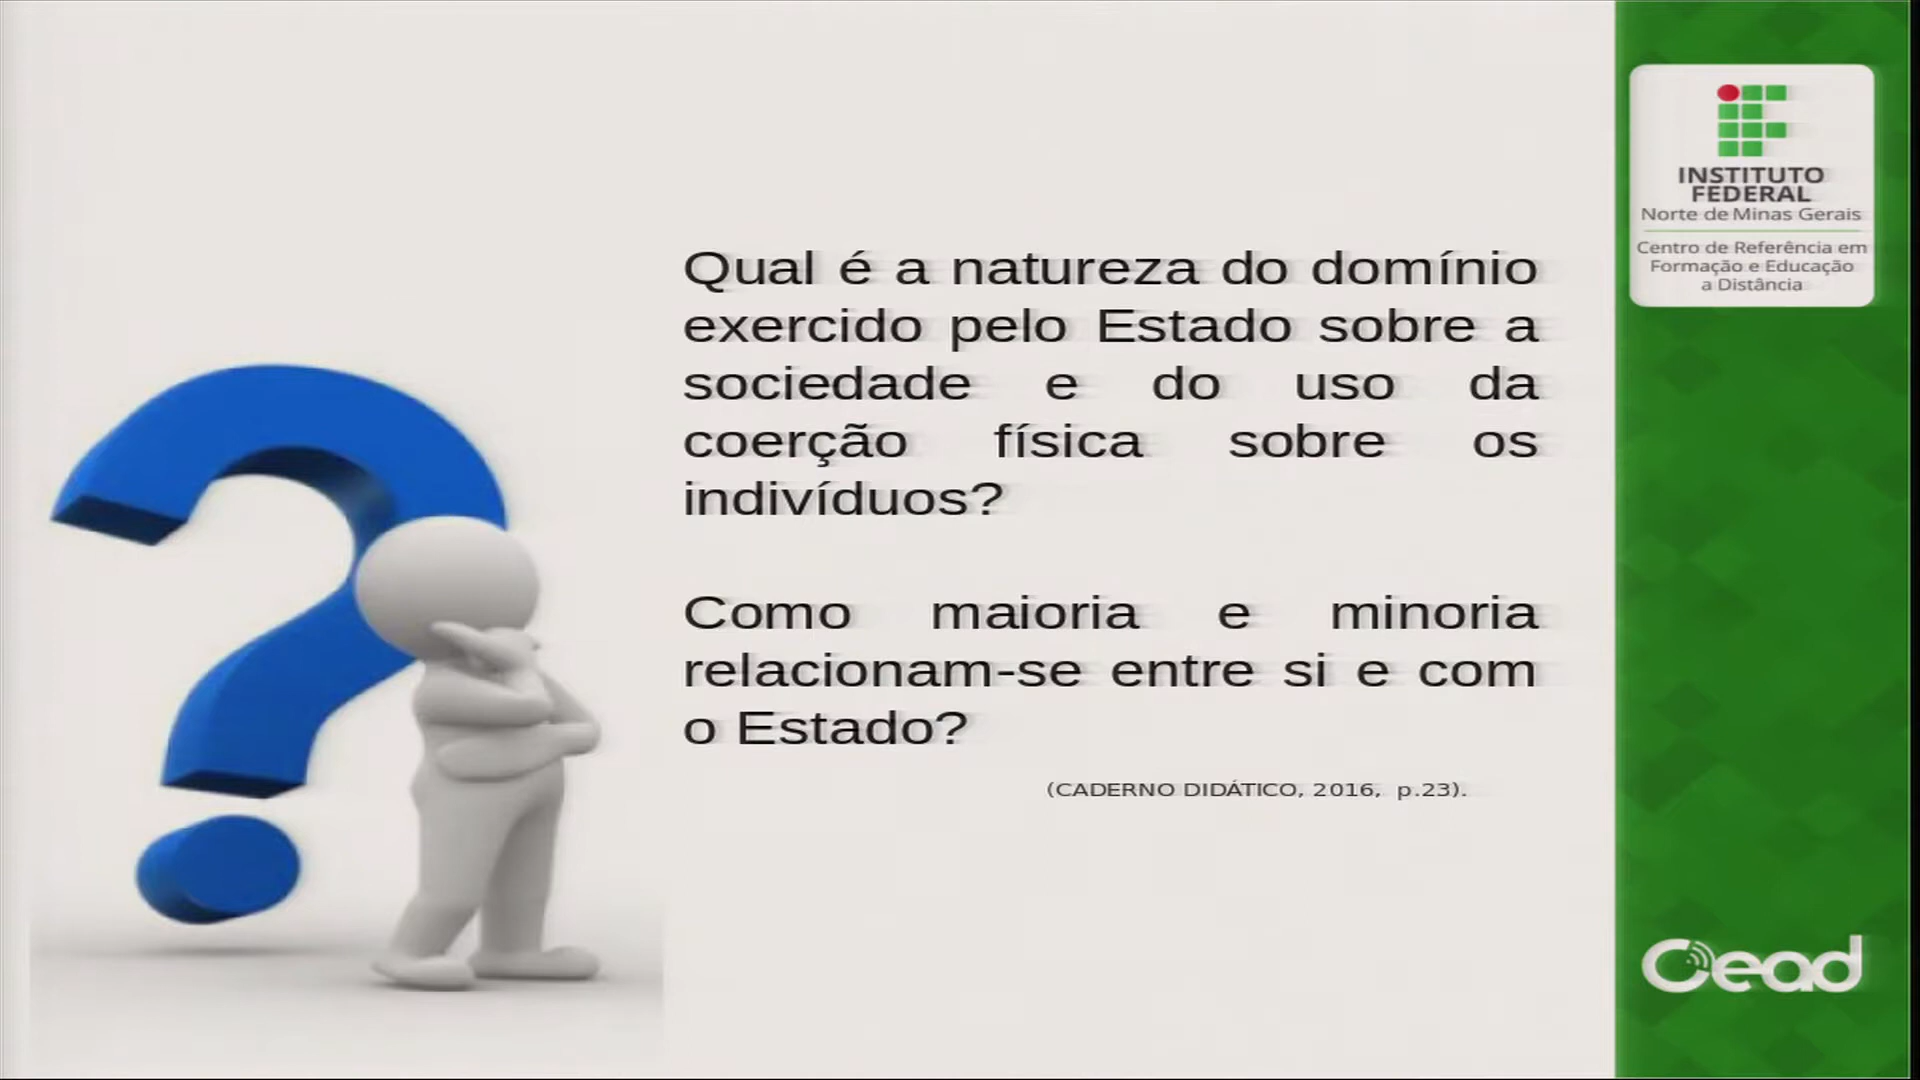 Qual é a natureza do domínio
exercido pelo Estado sobre a
sociedade e do uso da
coerção física sobre os
indivíduos?
Como maioria e minoria
relacionam-se entre si e com
o Estado?
(CADERNO DIDÁTICO, 2016, p.23).
INSTITUTO
FEDERAL
Norte de Minas Gerais
Centro de Referência em
Formação e Educação
a Distância
Cead